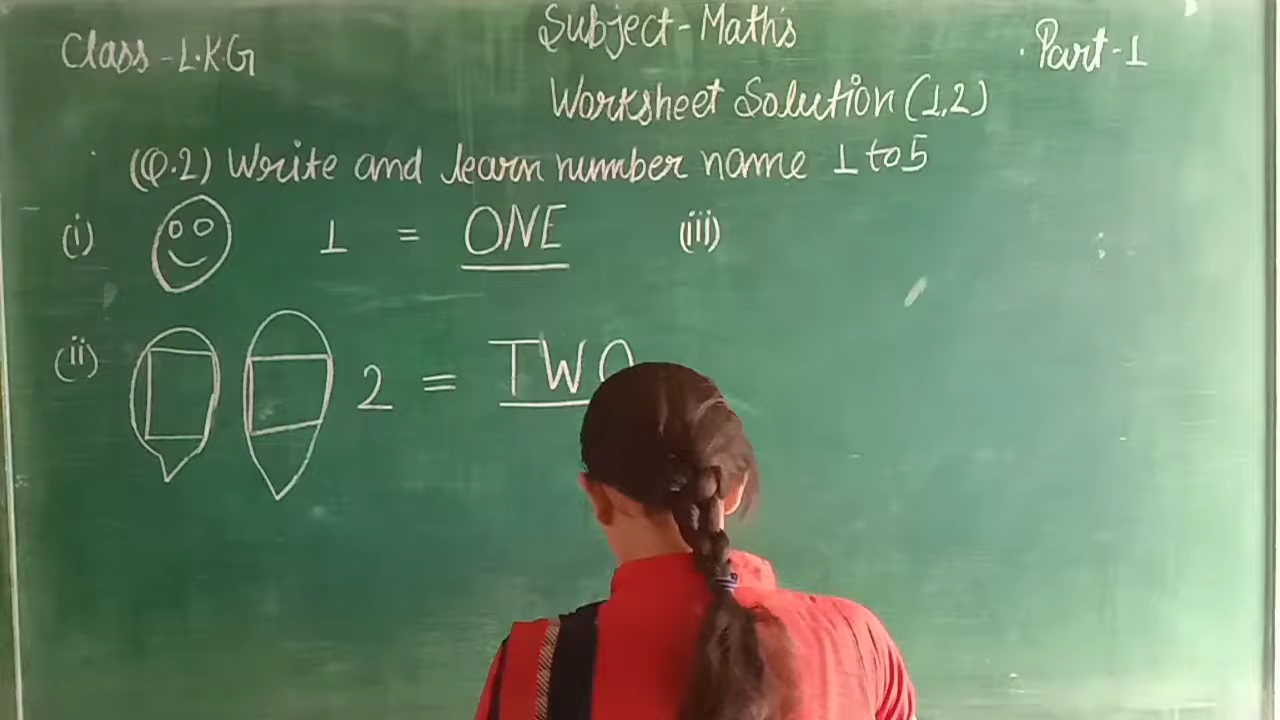 Class - L.K.G
Subject - Maths
Part - 1
Worksheet Solution (1,2)
(Q.2) Write and learn number name 1 to 5
(i) 1 = ONE
(iii)
(ii) 2 = TWO